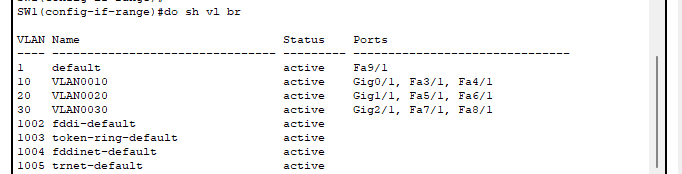 SW1(config-if-range)#do sh vl br
VLAN Name Status Ports
---- -------------------------------- --------- -------------------------------
1 default active Fa9/1
10 VLAN0010 active Gig0/1, Fa3/1, Fa4/1
20 VLAN0020 active Gig1/1, Fa5/1, Fa6/1
30 VLAN0030 active Gig2/1, Fa7/1, Fa8/1
1002 fddi-default active
1003 token-ring-default active
1004 fddinet-default active
1005 trnet-default active